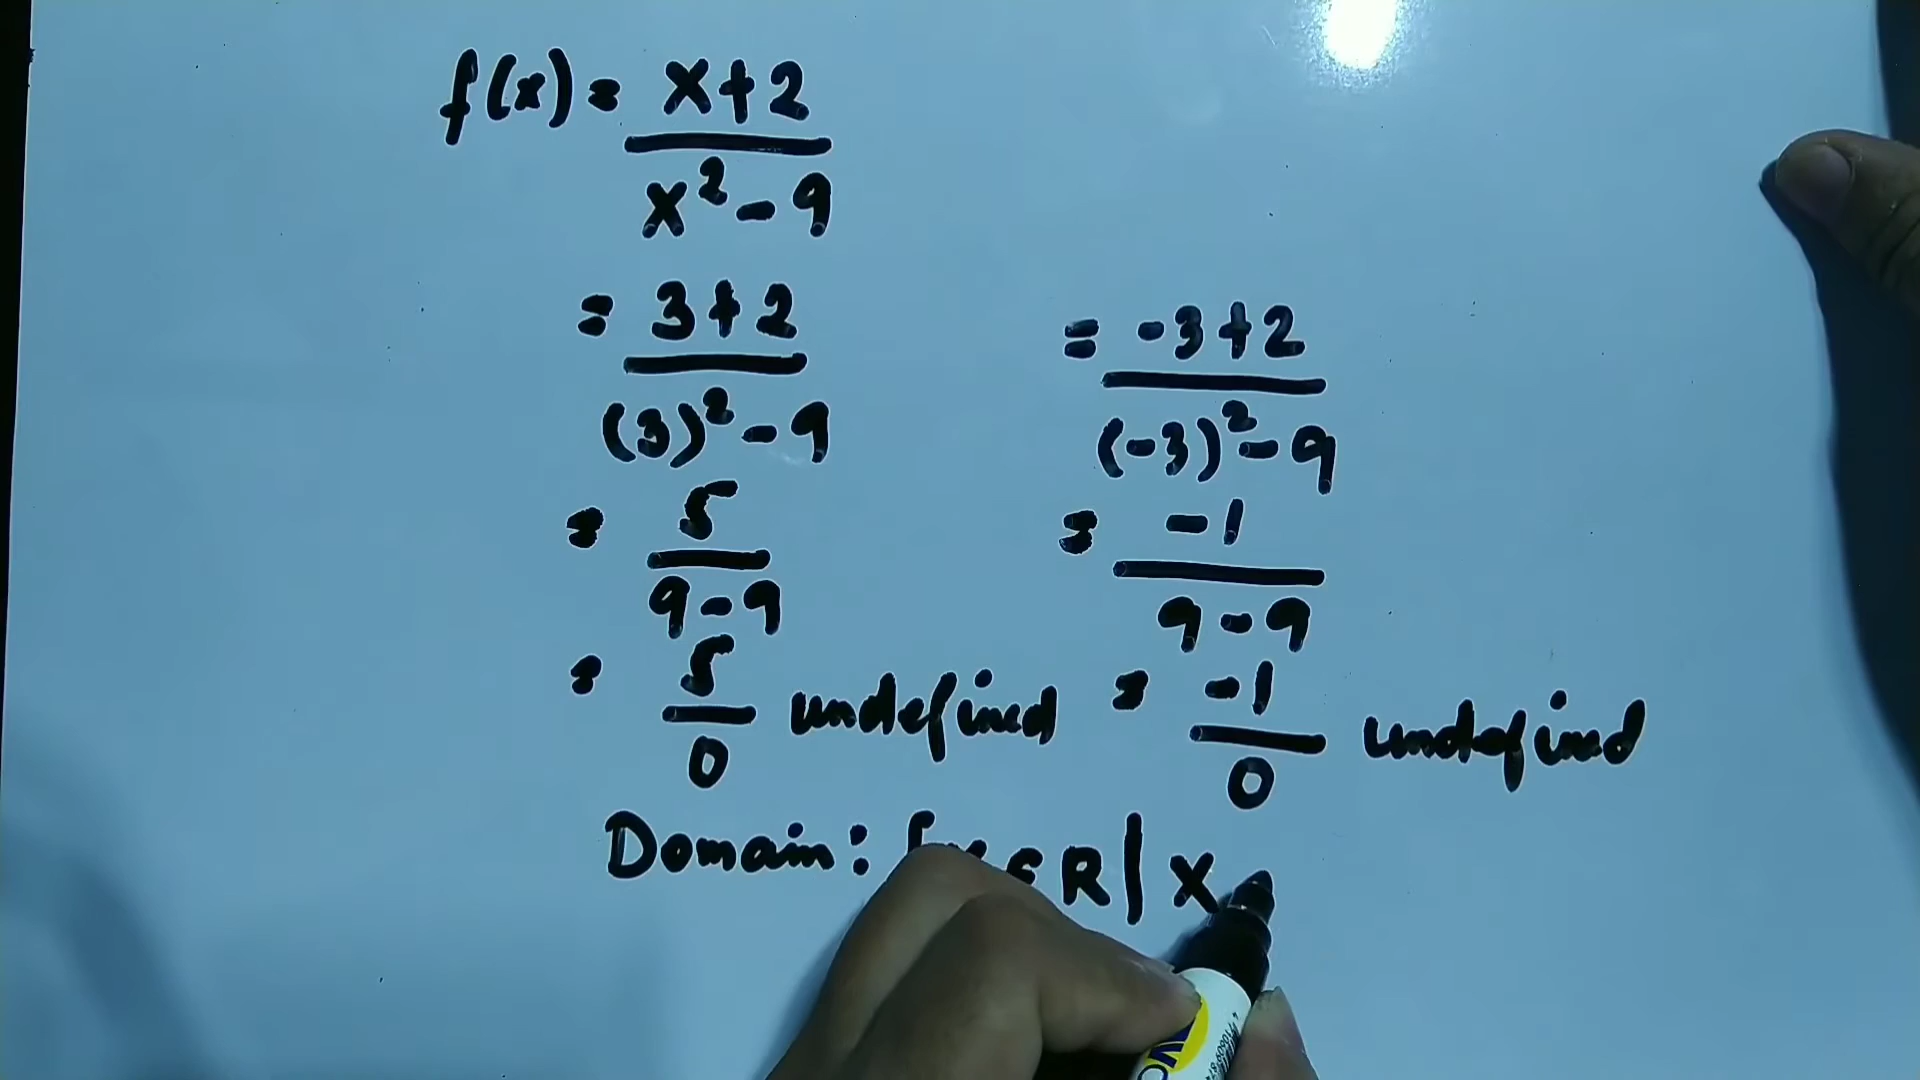 f(x) = x+2
x² - 9
= 3+2
(3)² - 9
= 5
9 - 9
= 5
0 undefined
= -3+2
(-3)² - 9
= -1
9 - 9
= -1
0 undefined
Domain: {x ∈ R | x